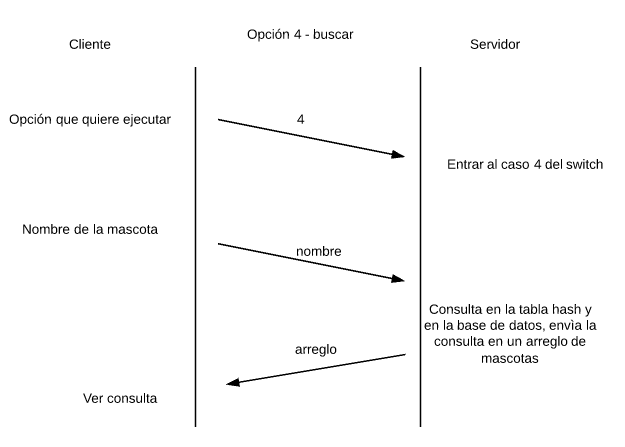 Opción 4 - buscar
Cliente
Servidor
Opción que quiere ejecutar
4
Entrar al caso 4 del switch
Nombre de la mascota
nombre
Consulta en la tabla hash y
en la base de datos, envìa la
consulta en un arreglo de
mascotas
arreglo
Ver consulta